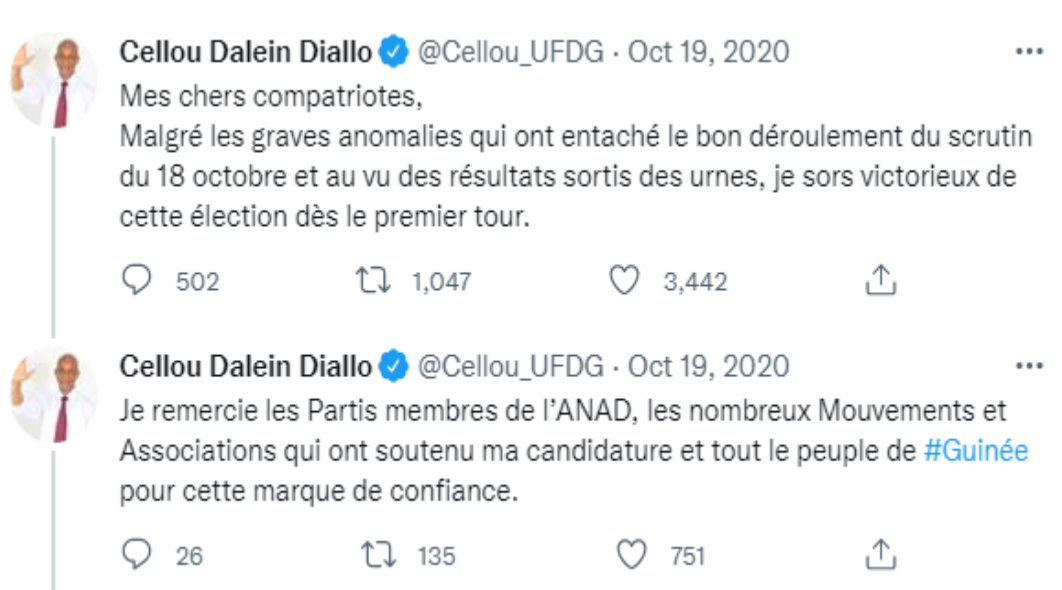 Cellou Dalein Diallo @Cellou_UFDG · Oct 19, 2020
Mes chers compatriotes,
Malgré les graves anomalies qui ont entaché le bon déroulement du scrutin
du 18 octobre et au vu des résultats sortis des urnes, je sors victorieux de
cette élection dès le premier tour.
502 1,047 3,442
Cellou Dalein Diallo @Cellou_UFDG · Oct 19, 2020
Je remercie les Partis membres de l’ANAD, les nombreux Mouvements et
Associations qui ont soutenu ma candidature et tout le peuple de #Guinée
pour cette marque de confiance.
26 135 751